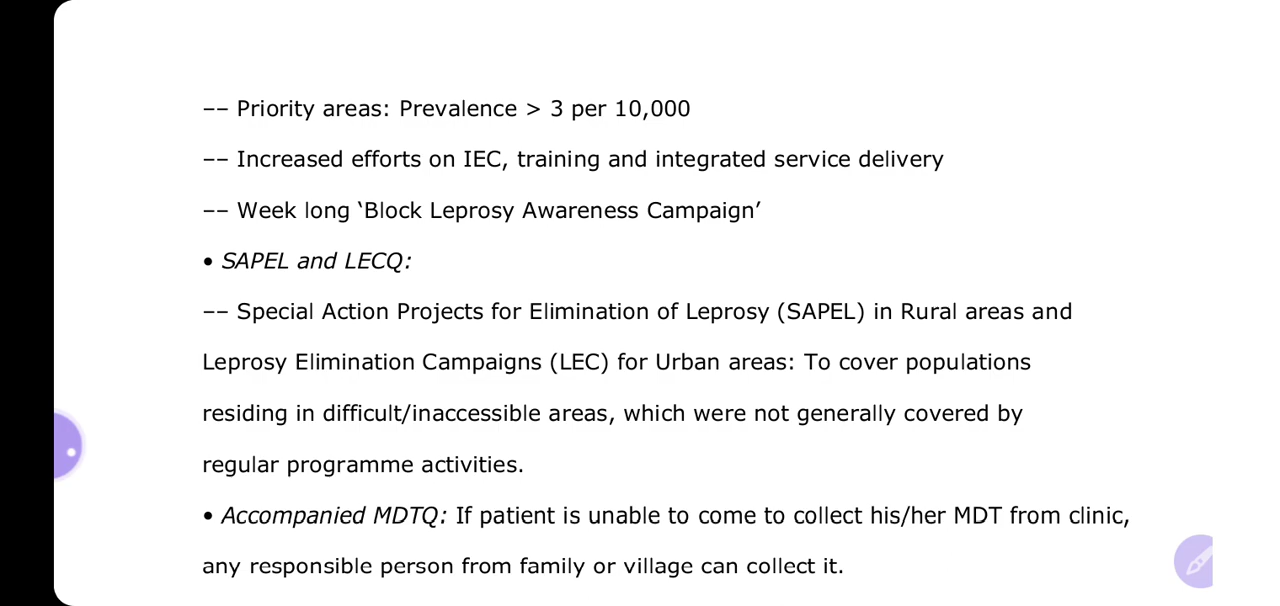 –– Priority areas: Prevalence > 3 per 10,000
–– Increased efforts on IEC, training and integrated service delivery
–– Week long ‘Block Leprosy Awareness Campaign’
• SAPEL and LECQ:
–– Special Action Projects for Elimination of Leprosy (SAPEL) in Rural areas and
Leprosy Elimination Campaigns (LEC) for Urban areas: To cover populations
residing in difficult/inaccessible areas, which were not generally covered by
regular programme activities.
• Accompanied MDTQ: If patient is unable to come to collect his/her MDT from clinic,
any responsible person from family or village can collect it.